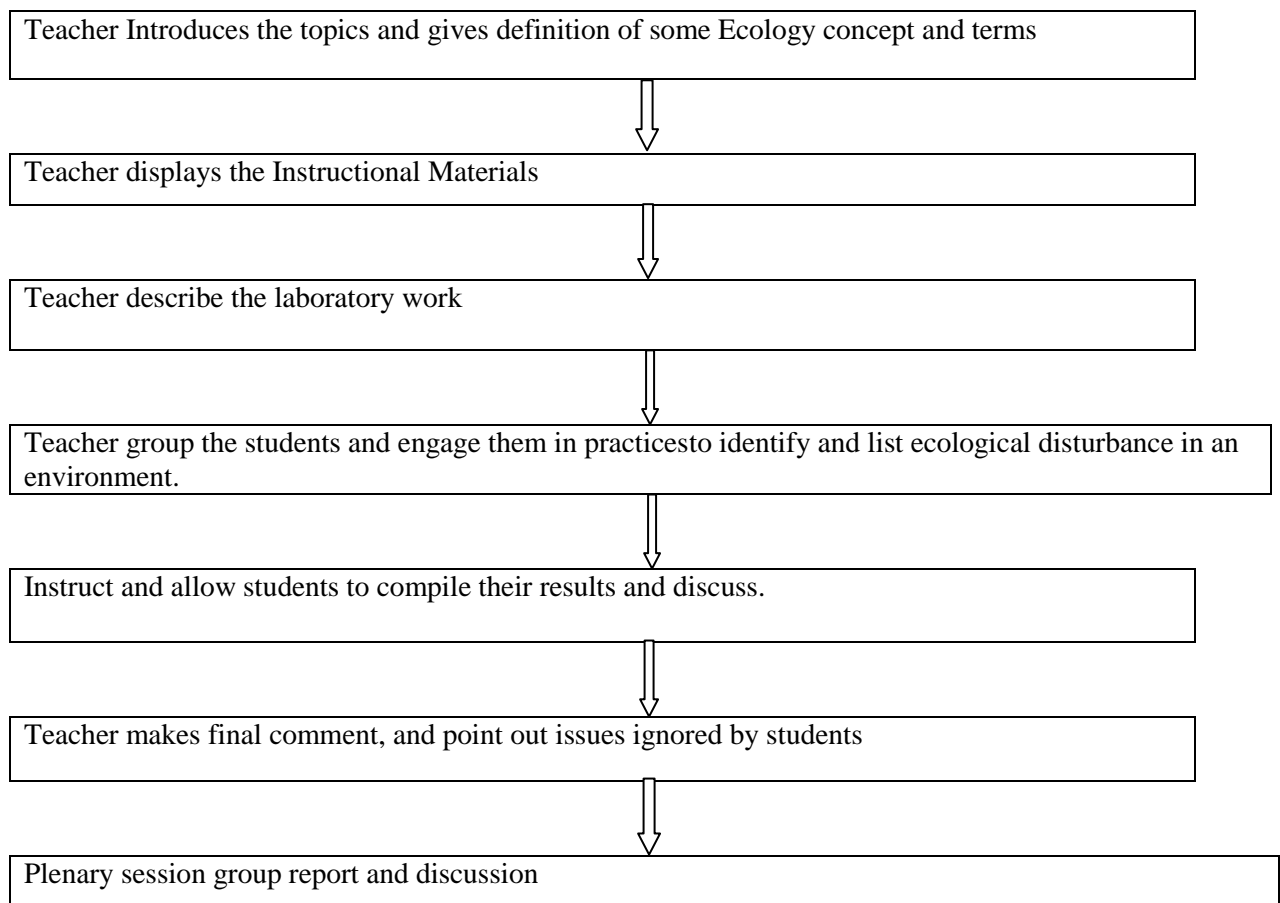 Teacher Introduces the topics and gives definition of some Ecology concept and terms
Teacher displays the Instructional Materials
Teacher describe the laboratory work
Teacher group the students and engage them in practicesto identify and list ecological disturbance in an
environment.
Instruct and allow students to compile their results and discuss.
Teacher makes final comment, and point out issues ignored by students
Plenary session group report and discussion